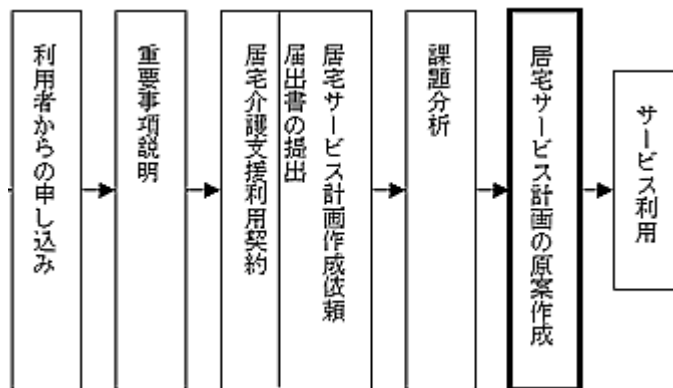 利用者からの申し込み
重要事項説明
居宅介護支援利用契約
居宅サービス計画作成依頼
届出書の提出
課題分析
居宅サービス計画の原案作成
サービス利用